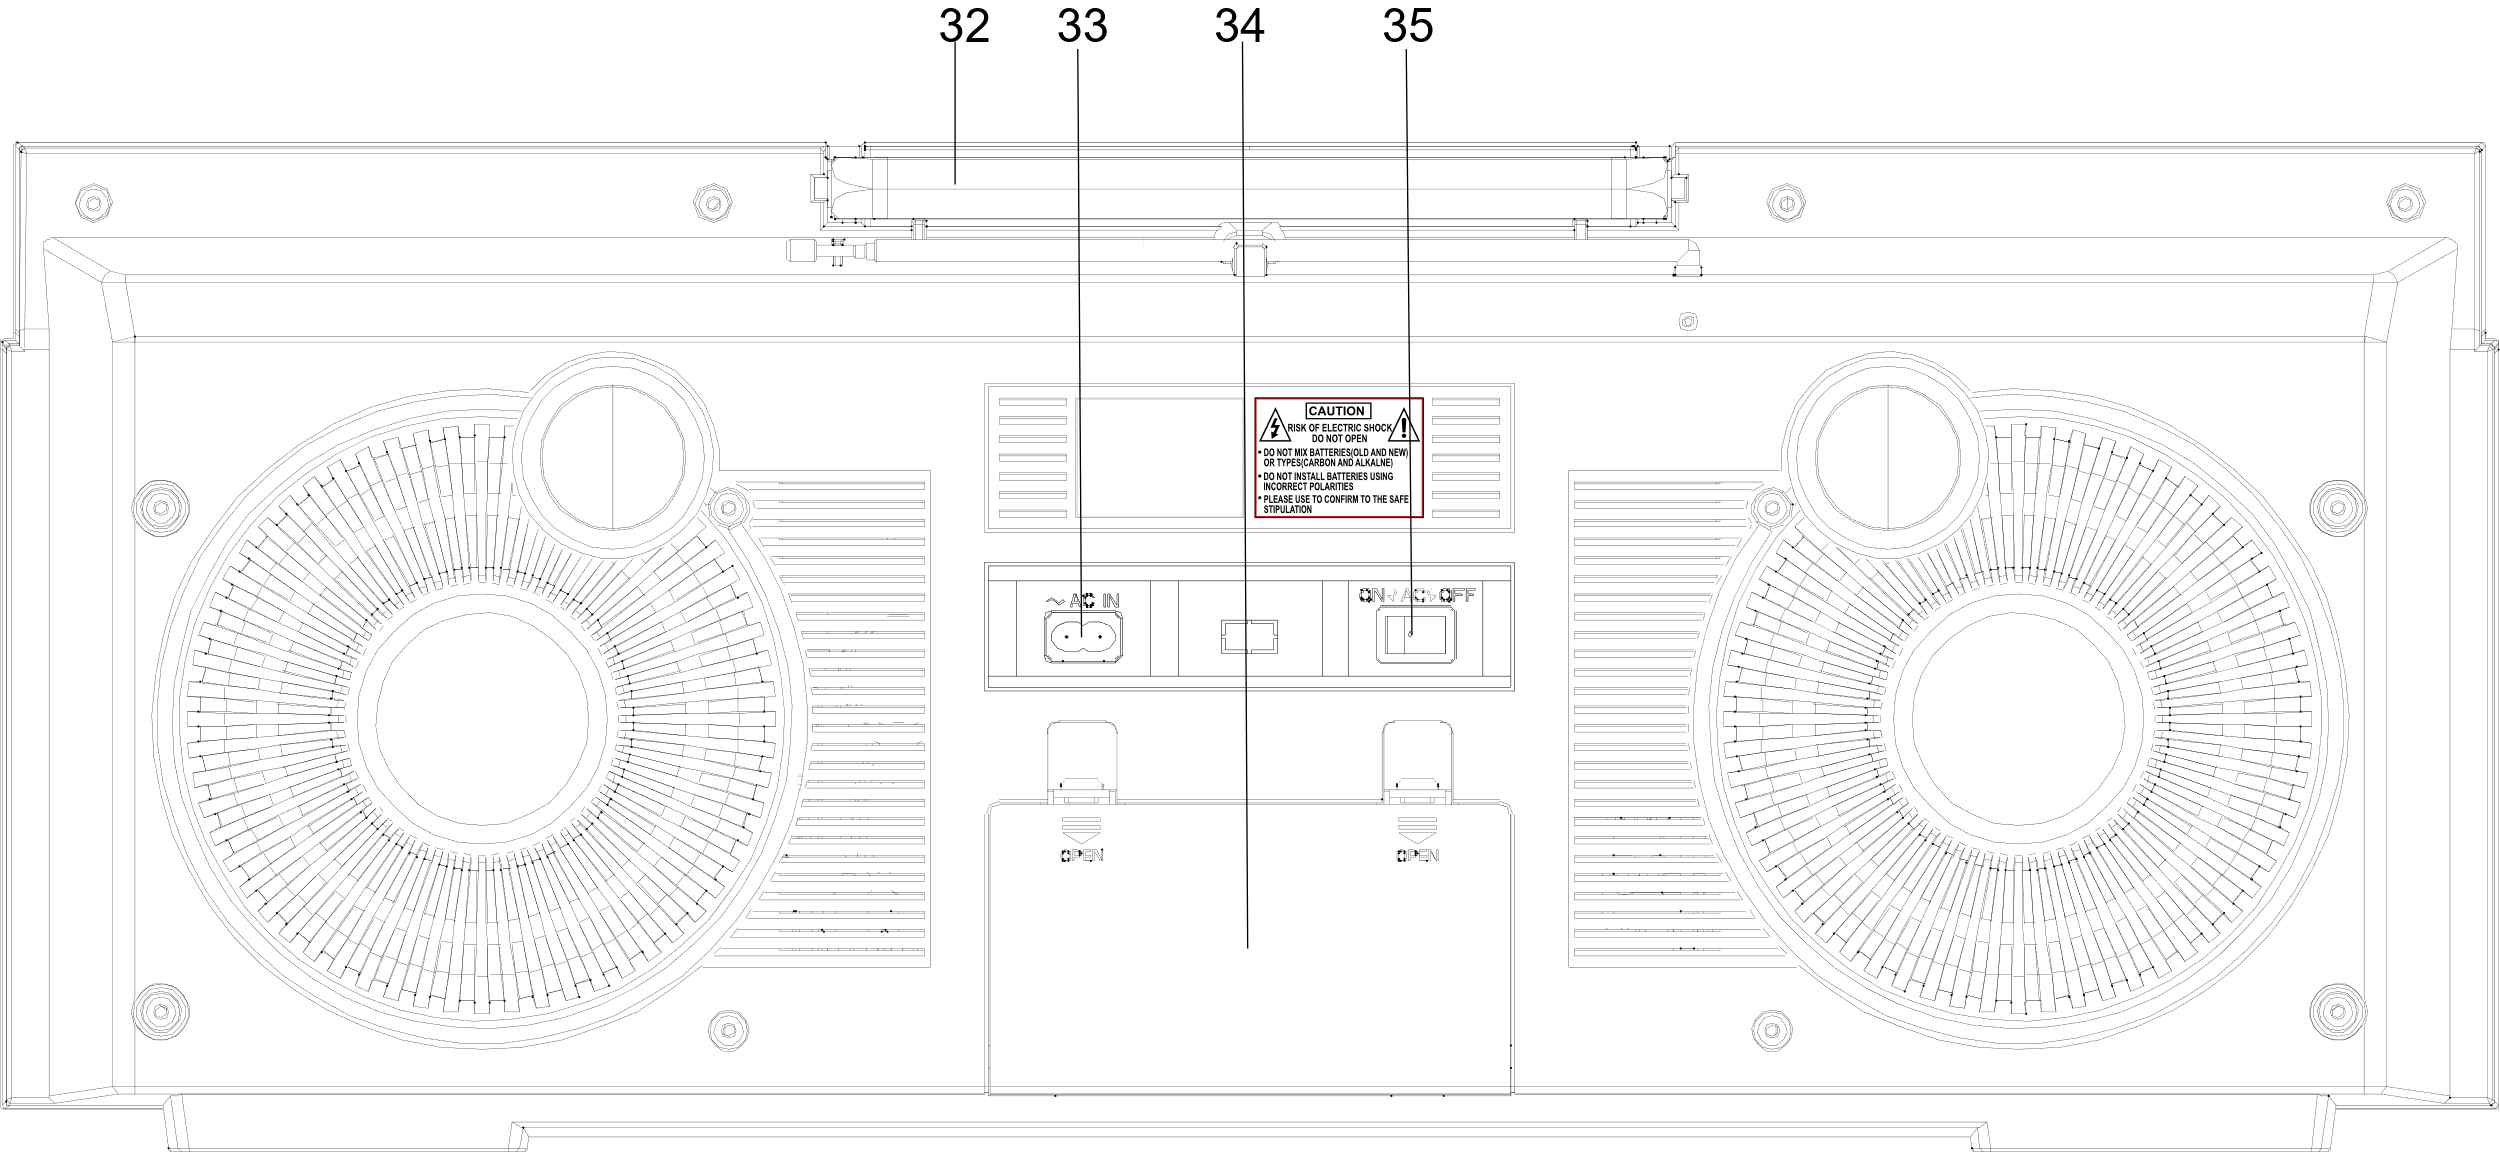 32 33 34 35
CAUTION
RISK OF ELECTRIC SHOCK
DO NOT OPEN
• DO NOT MIX BATTERIES(OLD AND NEW)
OR TYPES(CARBON AND ALKALNE)
• DO NOT INSTALL BATTERIES USING
INCORRECT POLARITIES
• PLEASE USE TO CONFIRM TO THE SAFE
STIPULATION
~ AC IN
ON AC OFF
OPEN OPEN